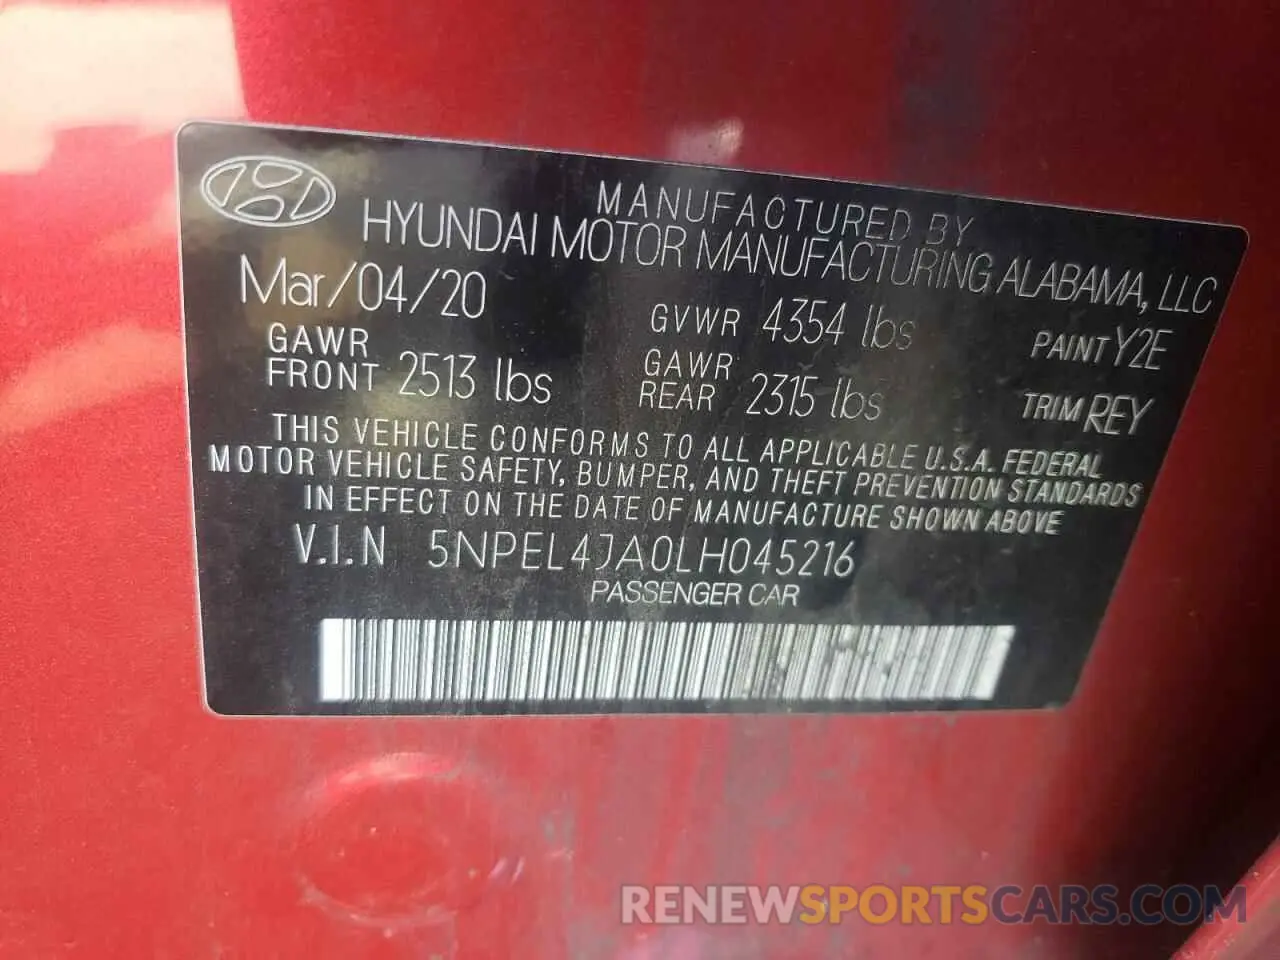 MANUFACTURED BY
HYUNDAI MOTOR MANUFACTURING ALABAMA, LLC
Mar/04/20
GVWR 4354 lbs
PAINT Y2E
GAWR FRONT 2513 lbs
GAWR REAR 2315 lbs
TRIM REY
THIS VEHICLE CONFORMS TO ALL APPLICABLE U.S.A. FEDERAL
MOTOR VEHICLE SAFETY, BUMPER, AND THEFT PREVENTION STANDARDS
IN EFFECT ON THE DATE OF MANUFACTURE SHOWN ABOVE
V.I.N 5NPEL4JA0LH045216
PASSENGER CAR
RENEWSPORTSCARS.COM LLC